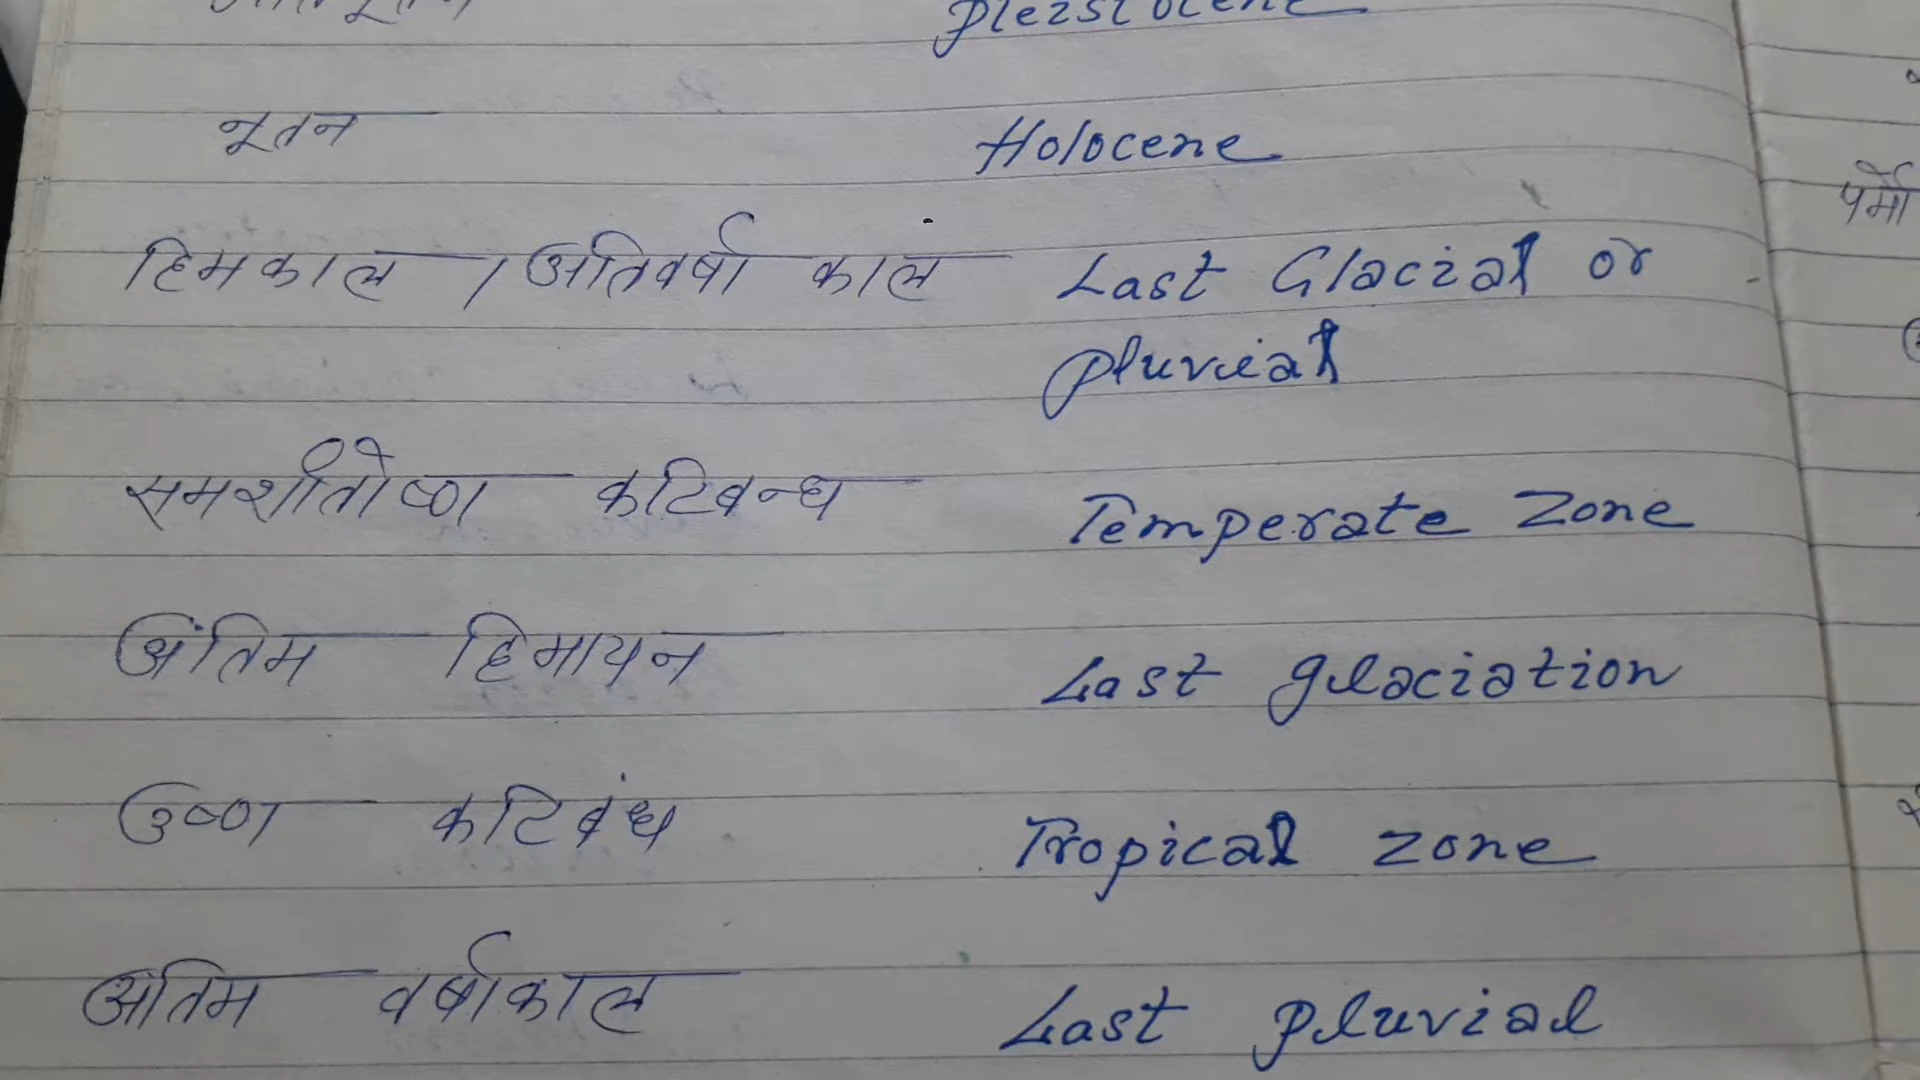 Pleistocene
नूतन Holocene
हिमकाल / अतिवर्षा काल Last Glacial or
pluvial
समशीतोष्ण कटिबन्ध Temperate Zone
अंतिम हिमायन Last glaciation
उष्ण कटिबंध Tropical zone
अंतिम वर्षाकाल Last pluvial